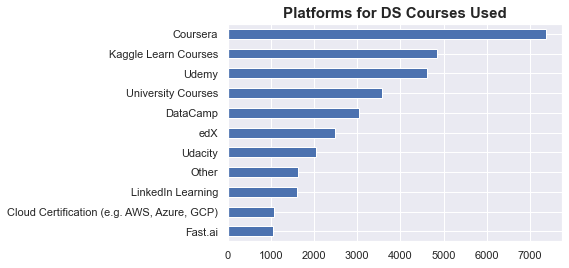 Platforms for DS Courses Used
Coursera
Kaggle Learn Courses
Udemy
University Courses
DataCamp
edX
Udacity
Other
LinkedIn Learning
Cloud Certification (e.g. AWS, Azure, GCP)
Fast.ai
0 1000 2000 3000 4000 5000 6000 7000